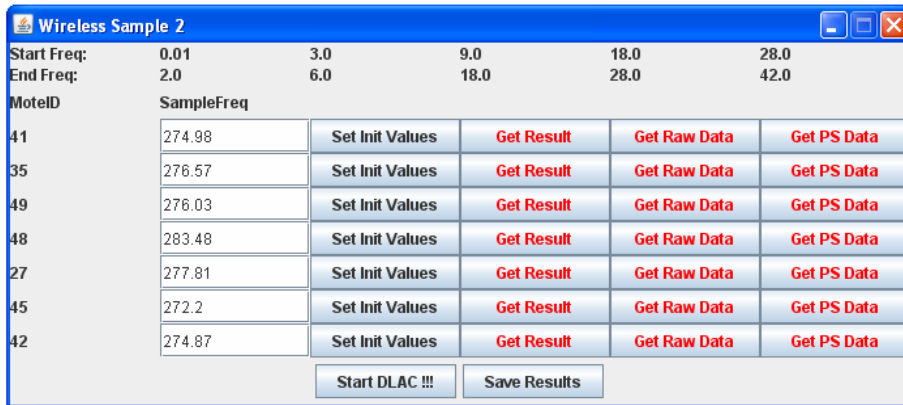 Wireless Sample 2
Start Freq: 0.01 3.0 9.0 18.0 28.0
End Freq: 2.0 6.0 18.0 28.0 42.0
MoteID SampleFreq
41 274.98 Set Init Values Get Result Get Raw Data Get PS Data
35 276.57 Set Init Values Get Result Get Raw Data Get PS Data
49 276.03 Set Init Values Get Result Get Raw Data Get PS Data
48 283.48 Set Init Values Get Result Get Raw Data Get PS Data
27 277.81 Set Init Values Get Result Get Raw Data Get PS Data
45 272.2 Set Init Values Get Result Get Raw Data Get PS Data
42 274.87 Set Init Values Get Result Get Raw Data Get PS Data
Start DLAC !!! Save Results